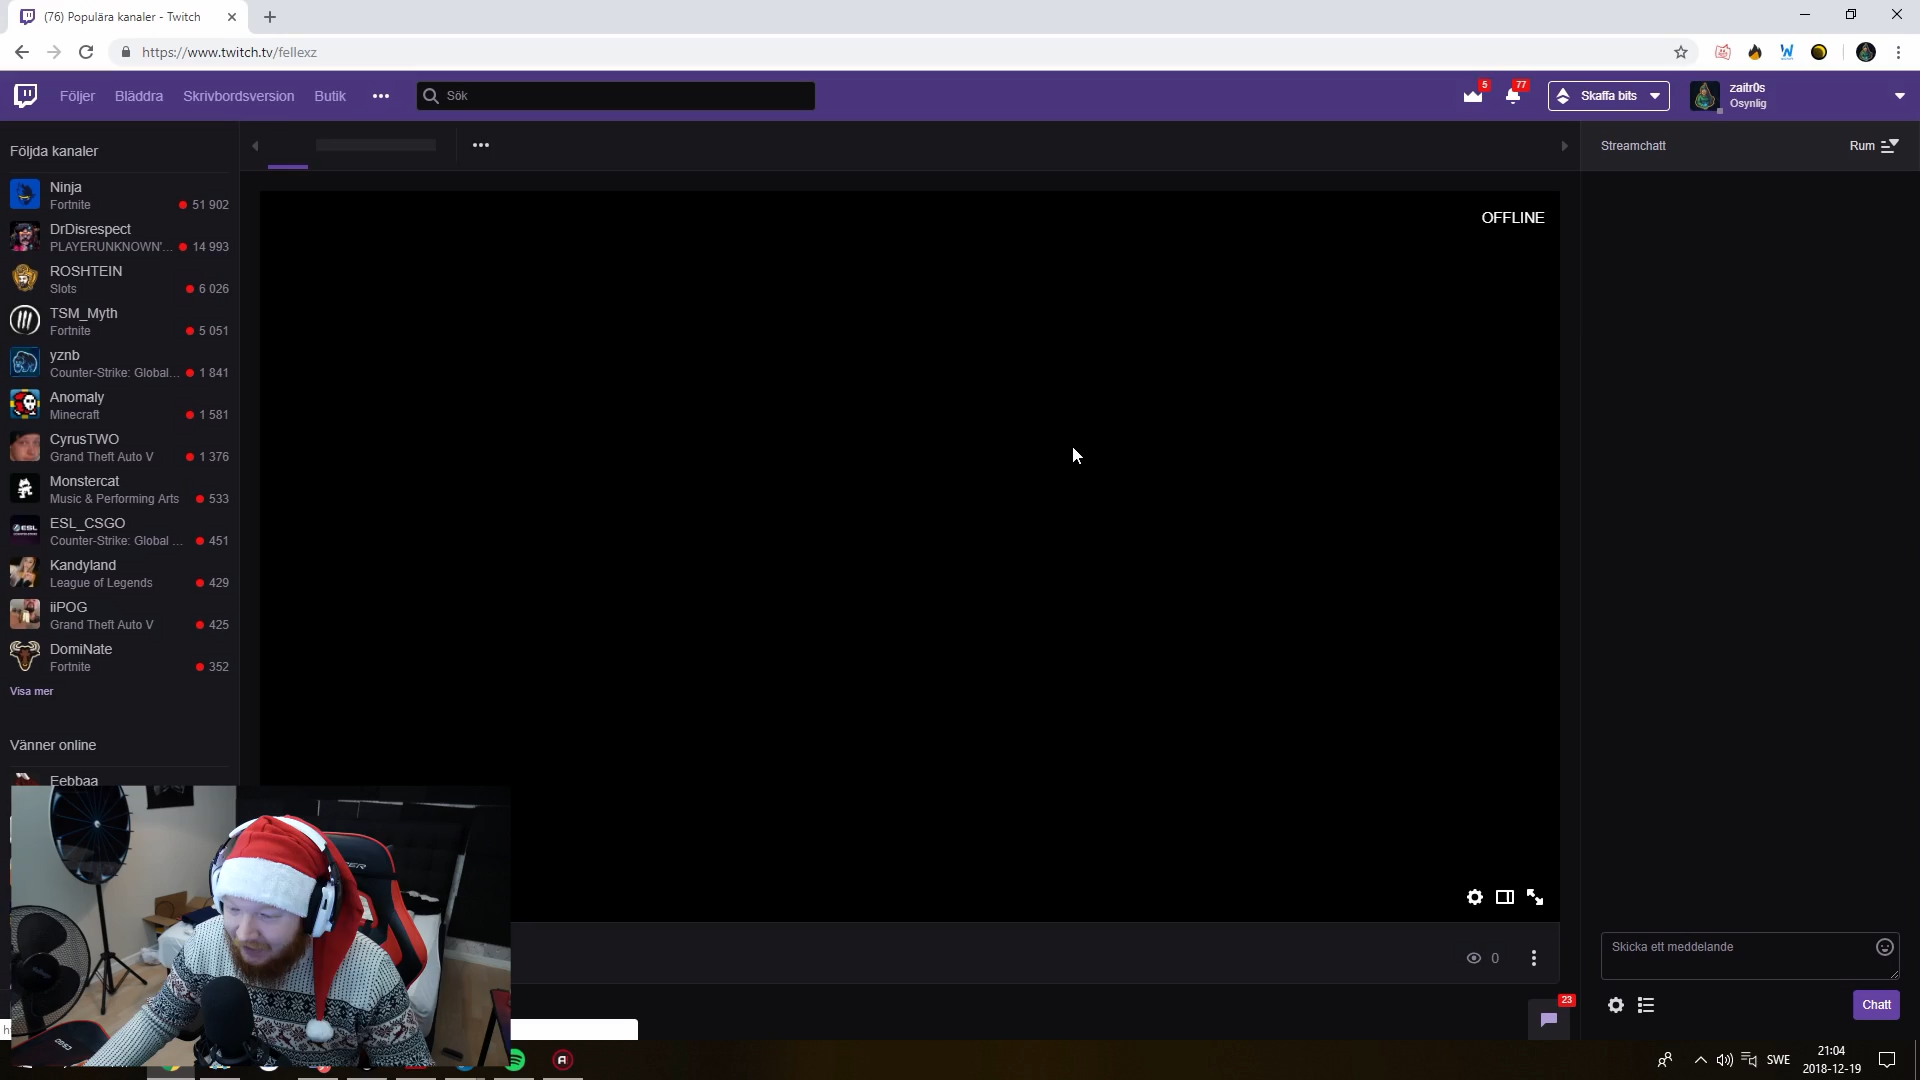 (76) Populära kanaler - Twitch
https://www.twitch.tv/fellexz
Följer
Bläddra
Skrivbordsversion
Butik
Sök
5
77
Skaffa bits
zaitr0s
Osynlig
Följda kanaler
Ninja
Fortnite
51 902
DrDisrespect
PLAYERUNKNOWN'...
14 993
ROSHTEIN
Slots
6 026
TSM_Myth
Fortnite
5 051
yznb
Counter-Strike: Global...
1 841
Anomaly
Minecraft
1 581
CyrusTWO
Grand Theft Auto V
1 376
Monstercat
Music & Performing Arts
533
ESL_CSGO
Counter-Strike: Global ...
451
Kandyland
League of Legends
429
iiPOG
Grand Theft Auto V
425
DomiNate
Fortnite
352
Visa mer
Vänner online
Eebbaa
OFFLINE
0
23
Streamchatt
Rum
Skicka ett meddelande
Chatt
SWE
21:04
2018-12-19